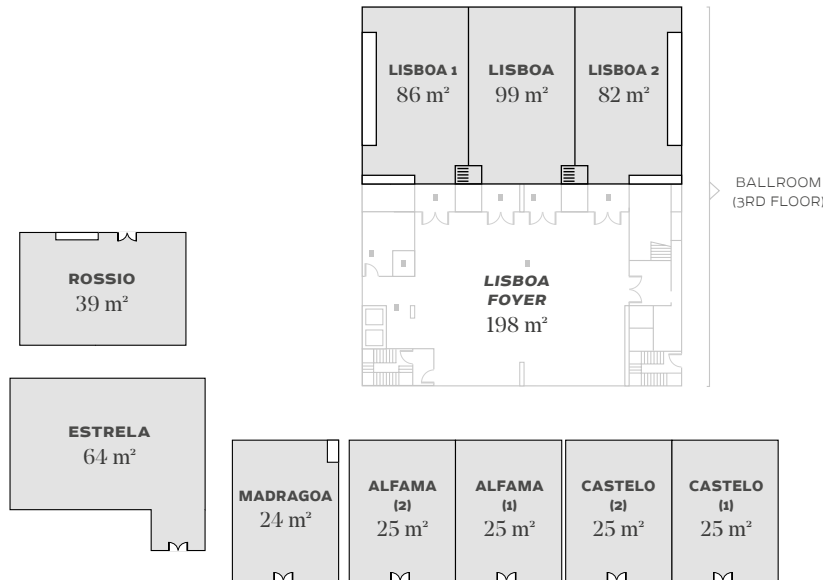 LISBOA 1
86 m²
LISBOA
99 m²
LISBOA 2
82 m²
BALLROOM
(3RD FLOOR)
LISBOA
FOYER
198 m²
ROSSIO
39 m²
ESTRELA
64 m²
MADRAGOA
24 m²
ALFAMA
(2)
25 m²
ALFAMA
(1)
25 m²
CASTELO
(2)
25 m²
CASTELO
(1)
25 m²